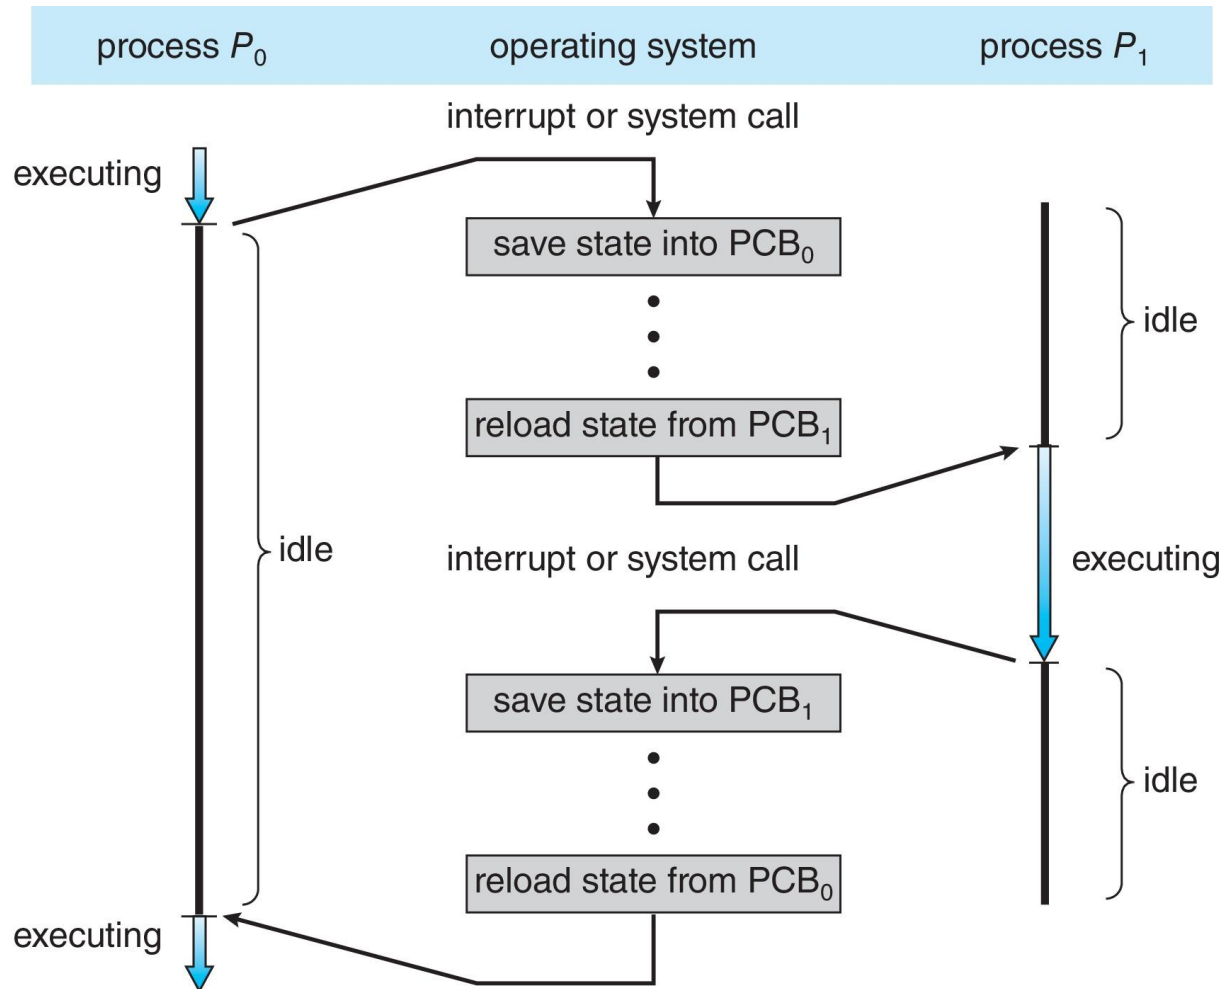 process P0 operating system process P1
interrupt or system call
executing
save state into PCB0
idle
reload state from PCB1
idle
interrupt or system call
executing
save state into PCB1
idle
reload state from PCB0
executing